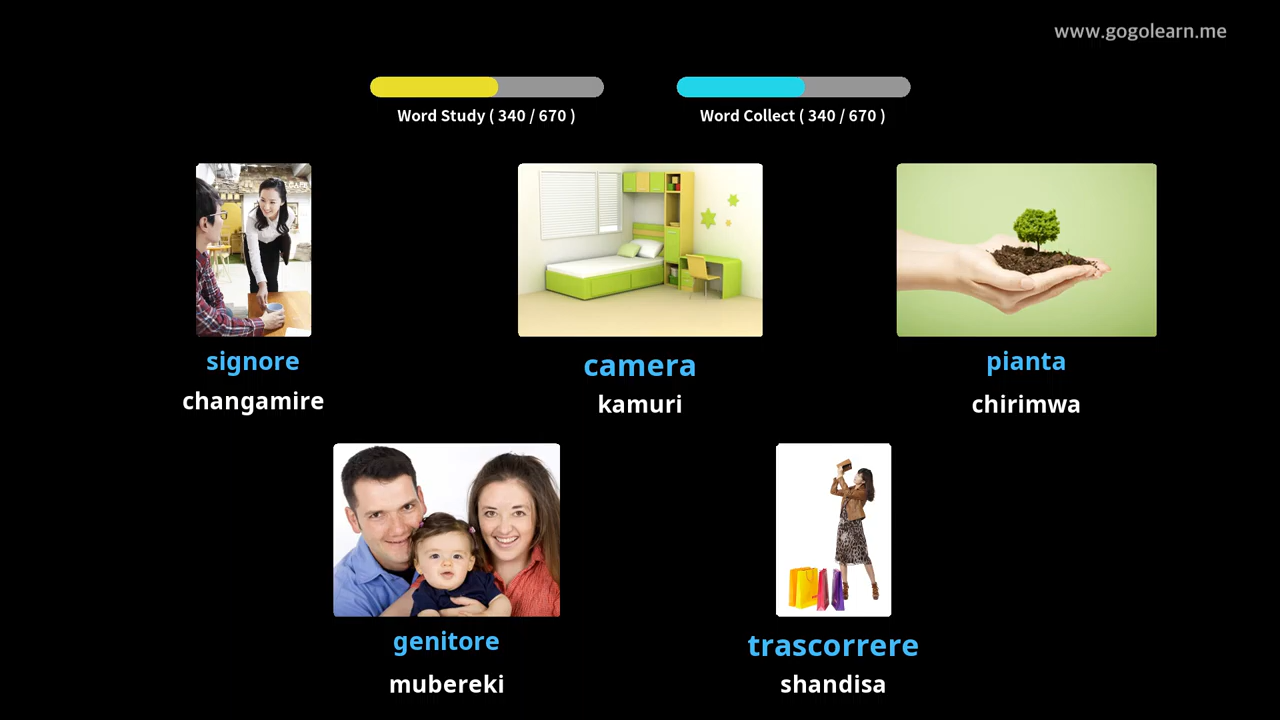 www.gogolearn.me
Word Study ( 340 / 670 )
Word Collect ( 340 / 670 )
signore
changamire
camera
kamuri
pianta
chirimwa
genitore
mubereki
trascorrere
shandisa